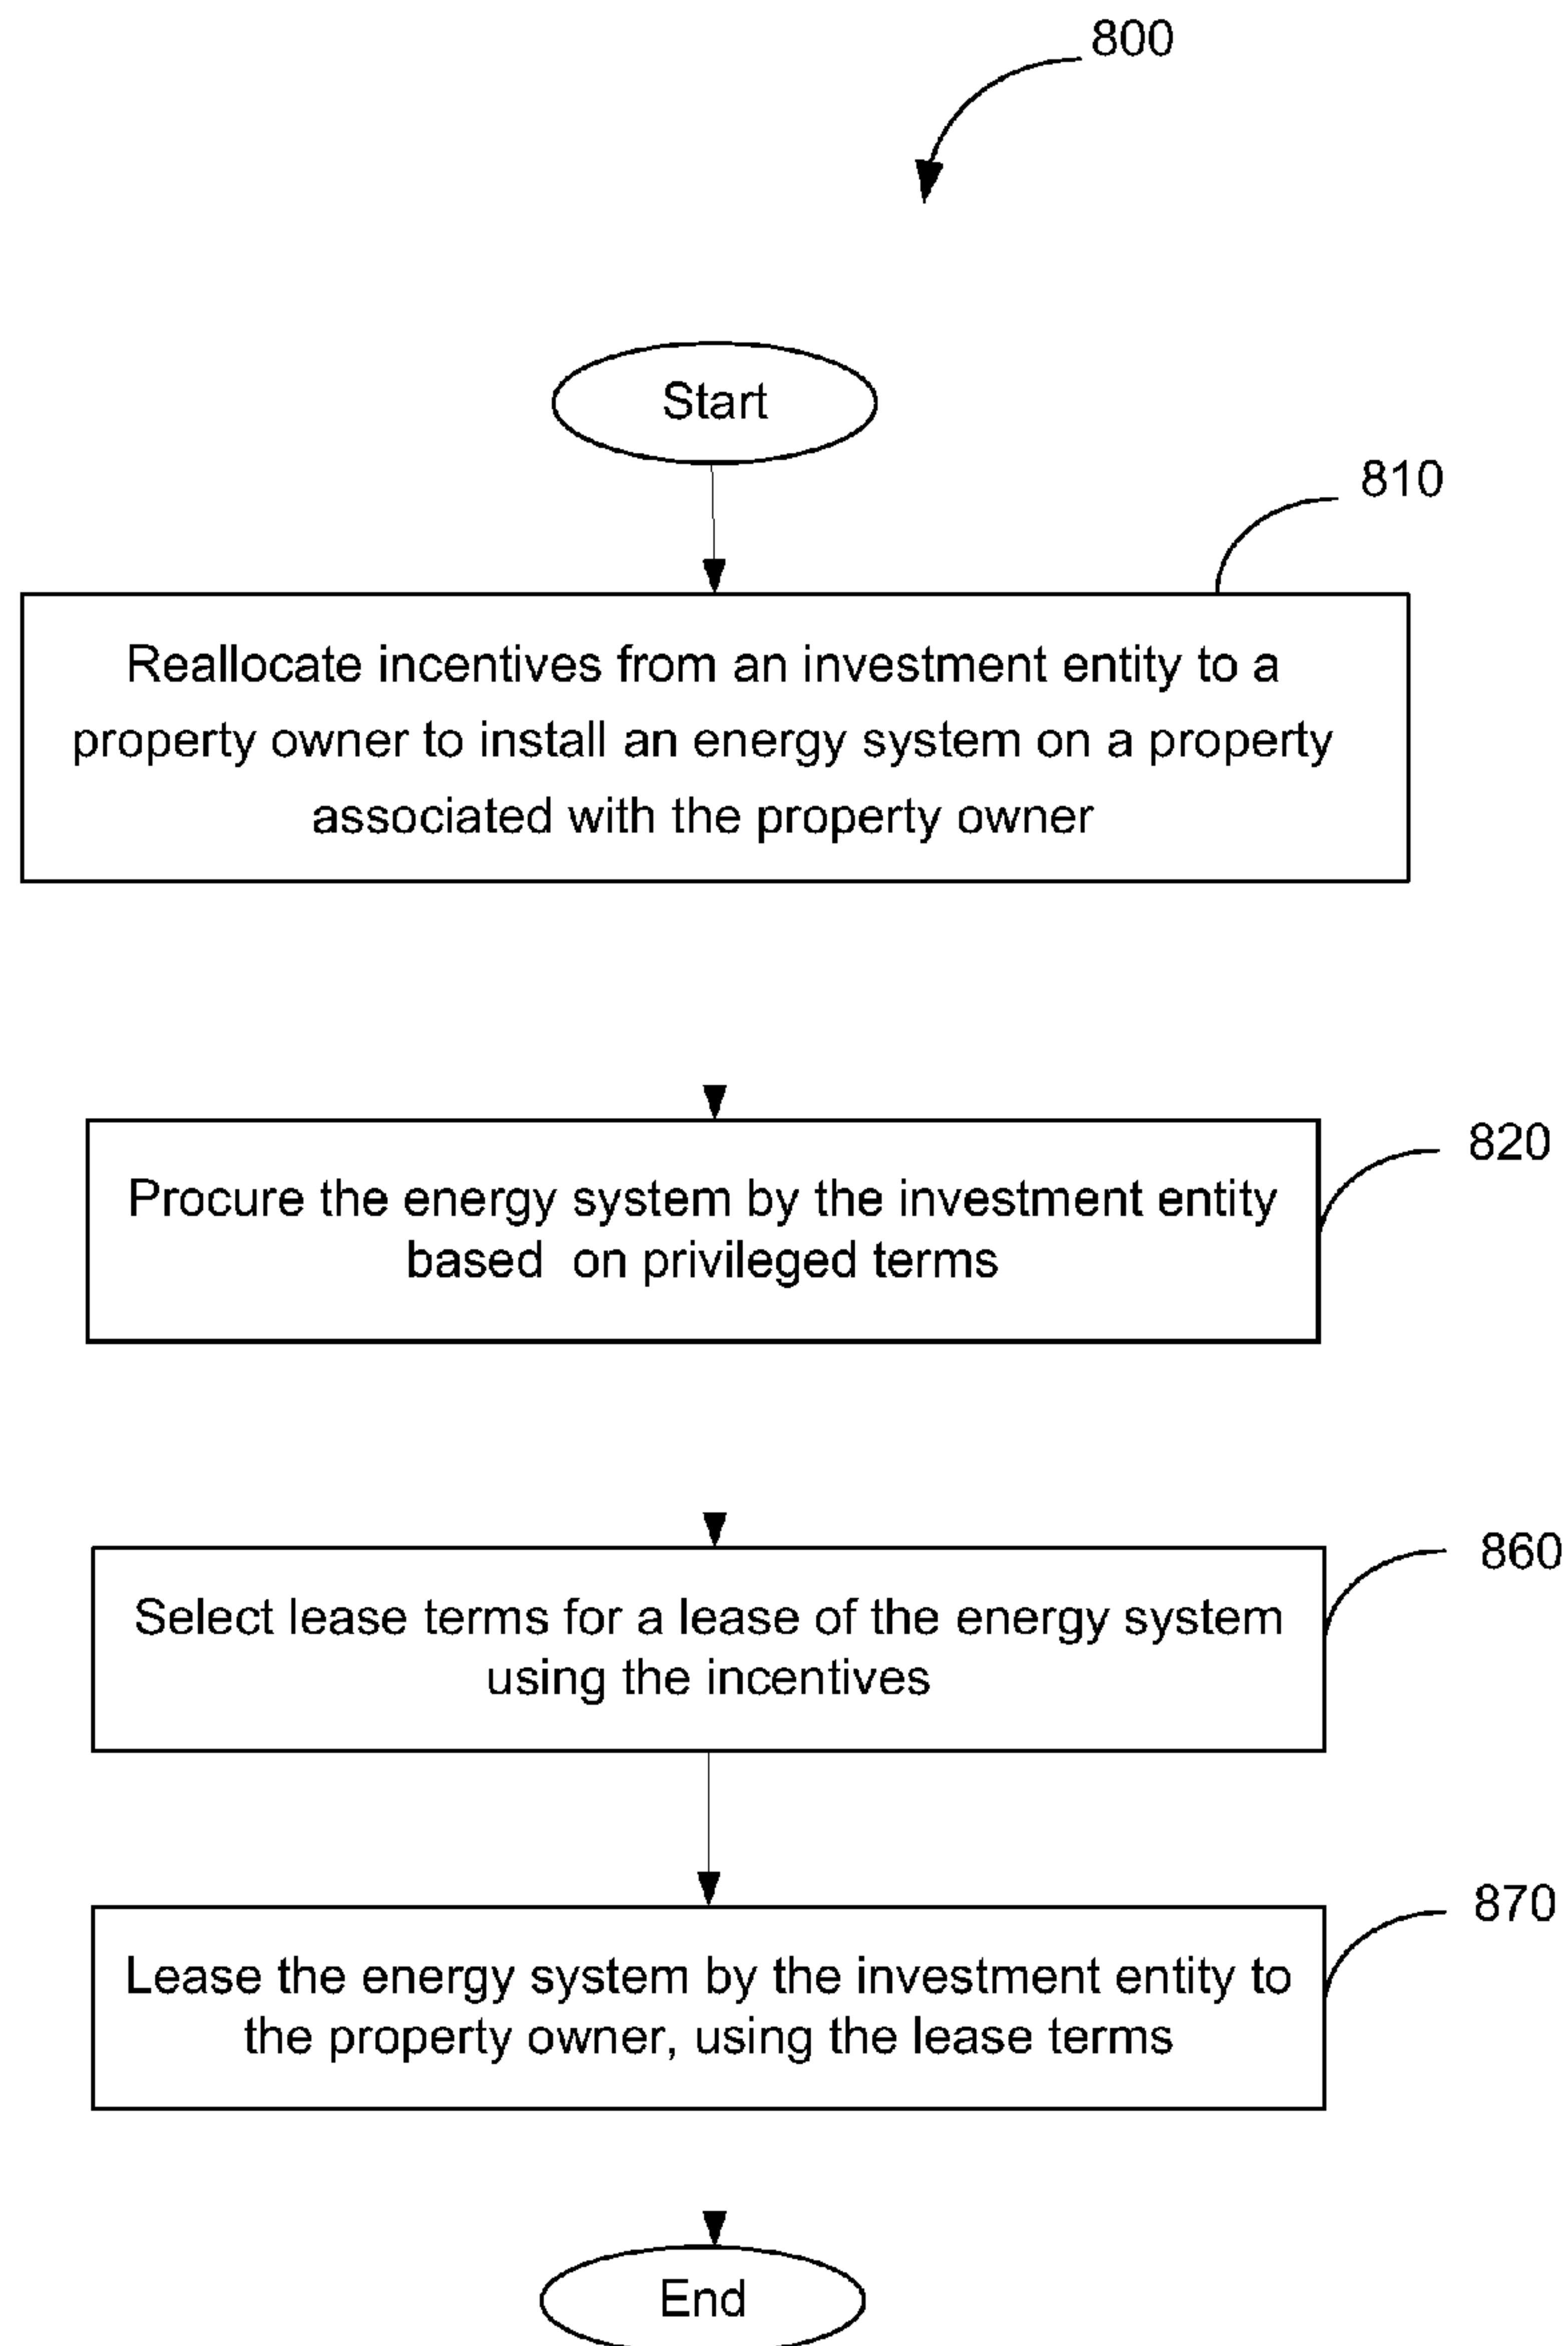 800
Start
810
Reallocate incentives from an investment entity to a
property owner to install an energy system on a property
associated with the property owner
820
Procure the energy system by the investment entity
based on privileged terms
860
Select lease terms for a lease of the energy system
using the incentives
870
Lease the energy system by the investment entity to
the property owner, using the lease terms
End